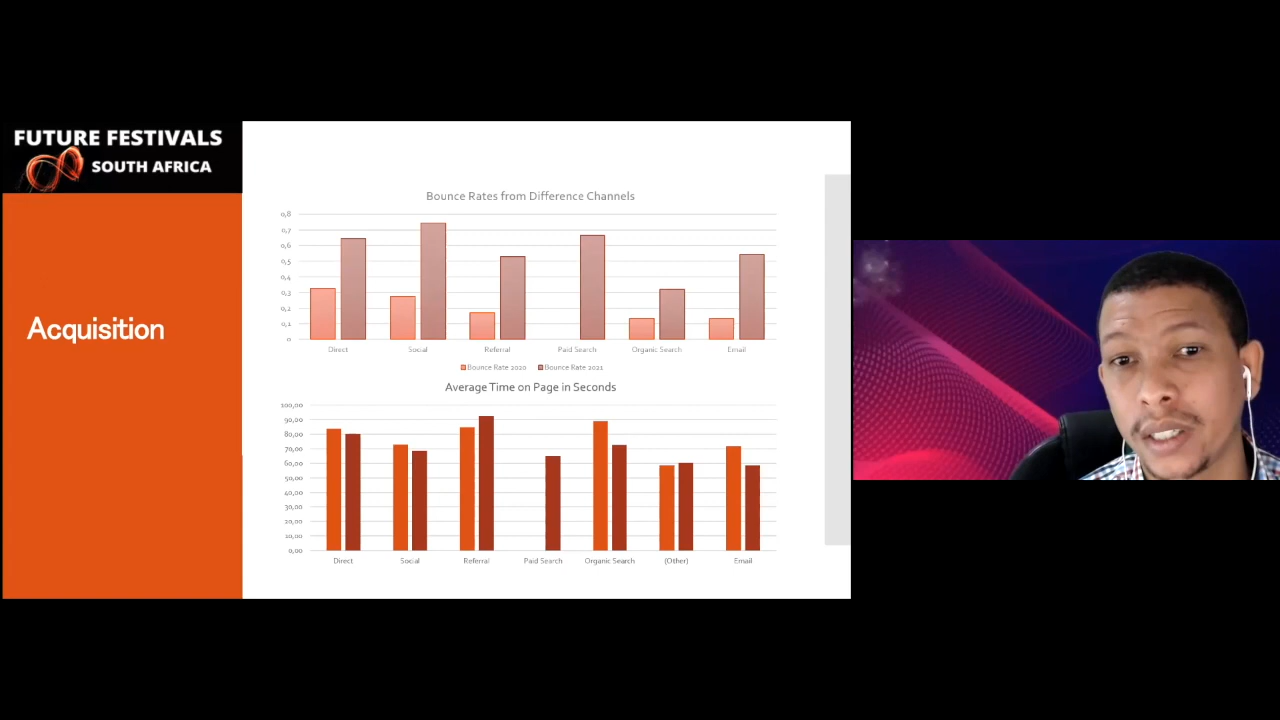 FUTURE FESTIVALS
SOUTH AFRICA
Acquisition
Bounce Rates from Difference Channels
0,8
0,7
0,6
0,5
0,4
0,3
0,2
0,1
0
Direct Social Referral Paid Search Organic Search Email
Bounce Rate 2020 Bounce Rate 2021
Average Time on Page in Seconds
100,00
90,00
80,00
70,00
60,00
50,00
40,00
30,00
20,00
10,00
0,00
Direct Social Referral Paid Search Organic Search (Other) Email